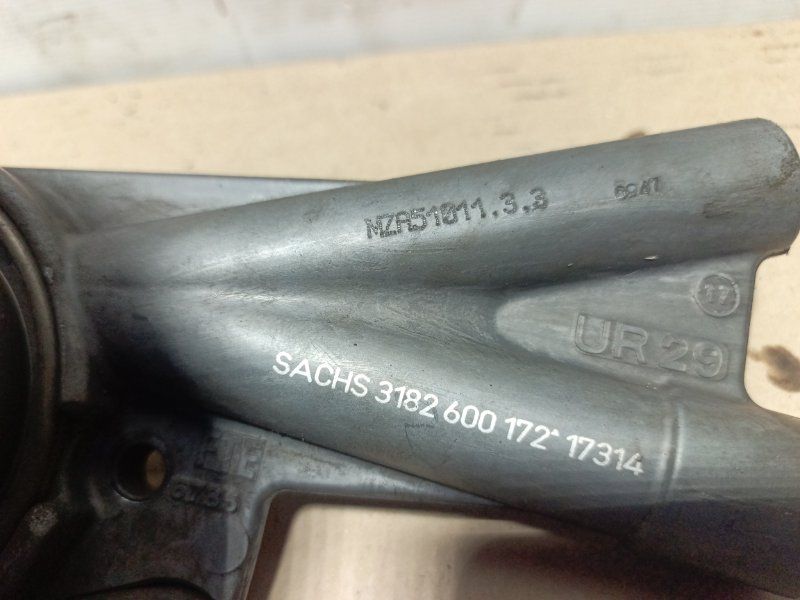 MZA51011.3.3
6947
17
UR 29
SACHS 3182 600 172 17314